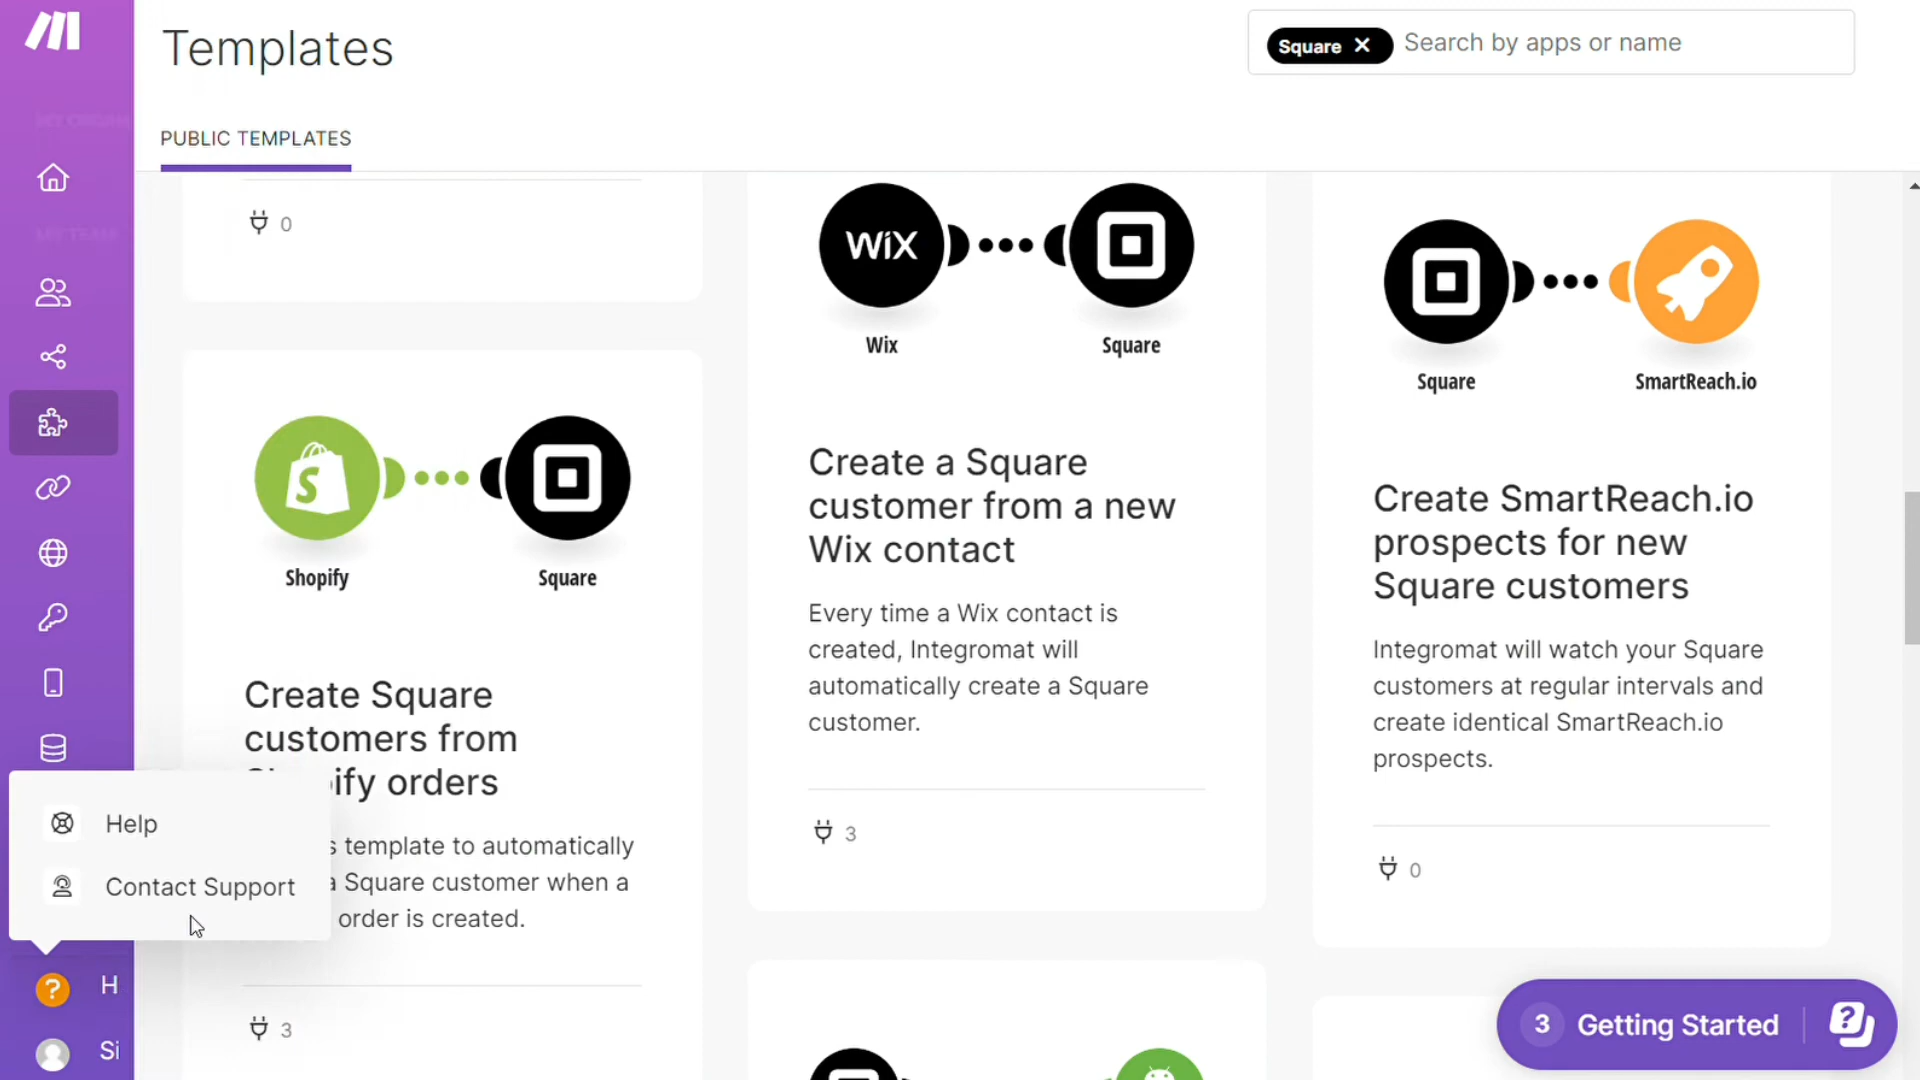 Templates
Square
Search by apps or name
PUBLIC TEMPLATES
0
WiX
Wix
Square
Square
SmartReach.io
S
Shopify
Square
Create a Square
customer from a new
Wix contact
Every time a Wix contact is
created, Integromat will
automatically create a Square
customer.
3
Create SmartReach.io
prospects for new
Square customers
Integromat will watch your Square
customers at regular intervals and
create identical SmartReach.io
prospects.
0
Create Square
customers from
ify orders
template to automatically
a Square customer when a
order is created.
3
Help
Contact Support
? H
Si
3 Getting Started ?